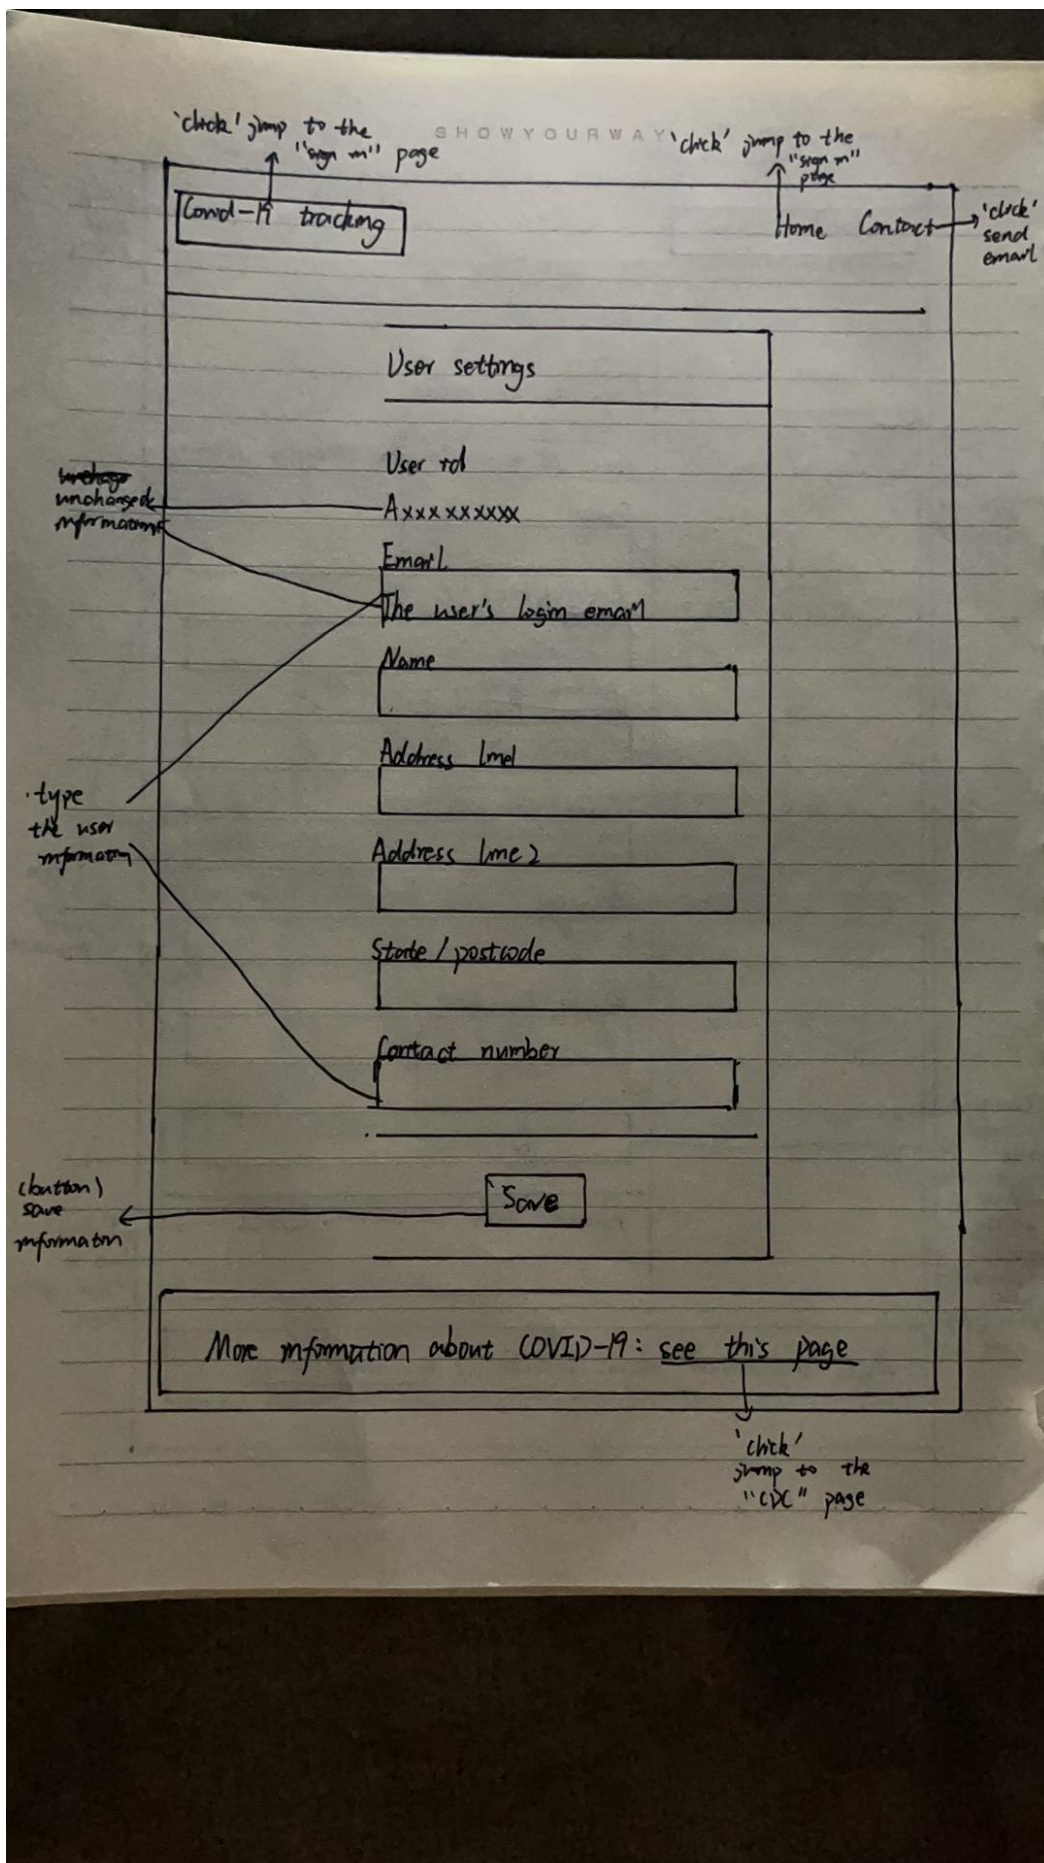 SHOWYOURWAY
'click' jump to the
"sign in" page
'click' jump to the
"sign in"
page
Covid-19 tracking
Home Contact
'click'
send
email
User settings
User id
Axxxxxxxxx
unchanged
information
Email
The user's login email
Name
Address line1
type
the user
information
Address line2
State / postcode
Contact number
(button)
save
information
Save
More information about COVID-19: see this page
'click'
jump to the
"CDC" page